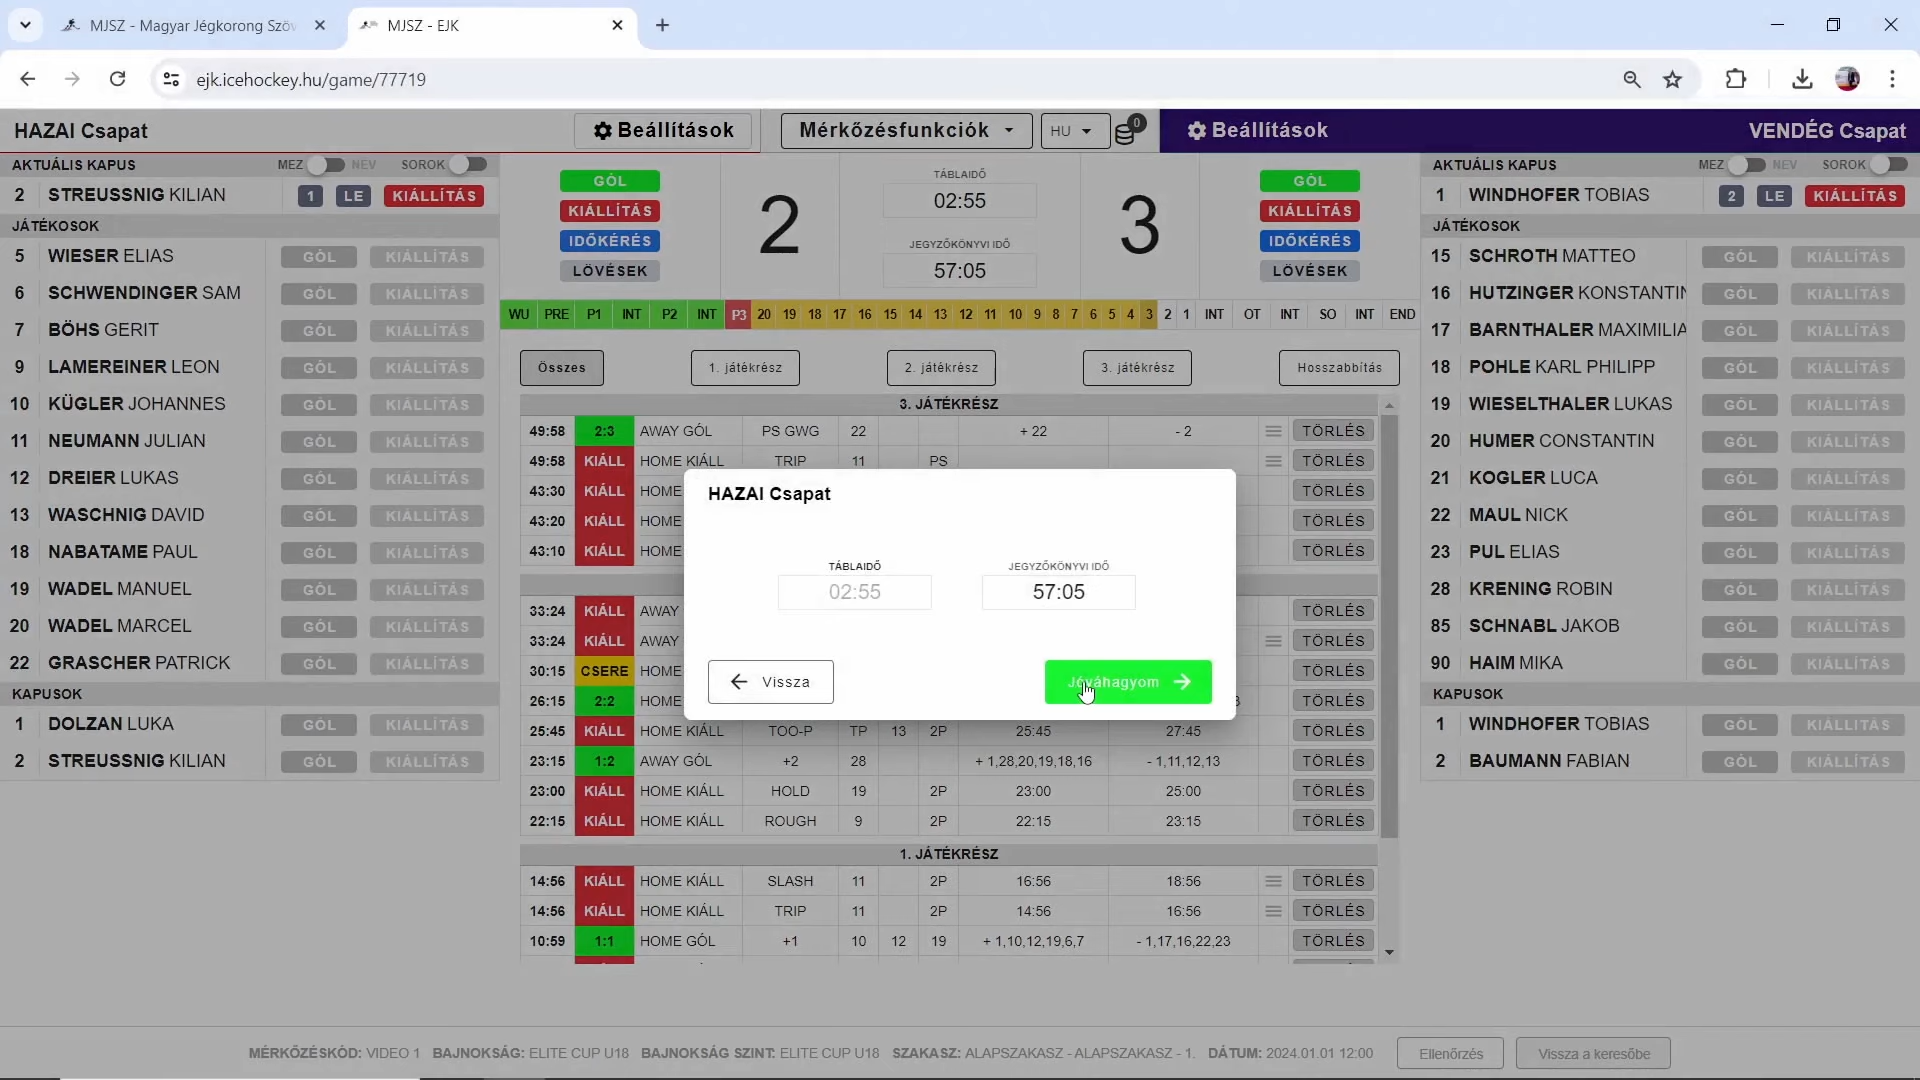 MJSZ - Magyar Jégkorong Szöv
MJSZ - EJK
ejk.icehockey.hu/game/77719
HAZAI Csapat
Beállítások
Mérkőzésfunkciók
HU
0
Beállítások
VENDÉG Csapat
AKTUÁLIS KAPUS MEZ NÉV SOROK
2 STREUSSNIG KILIAN 1 LE KIÁLLÍTÁS
JÁTÉKOSOK
5 WIESER ELIAS GÓL KIÁLLÍTÁS
6 SCHWENDINGER SAM GÓL KIÁLLÍTÁS
7 BÖHS GERIT GÓL KIÁLLÍTÁS
9 LAMEREINER LEON GÓL KIÁLLÍTÁS
10 KÜGLER JOHANNES GÓL KIÁLLÍTÁS
11 NEUMANN JULIAN GÓL KIÁLLÍTÁS
12 DREIER LUKAS GÓL KIÁLLÍTÁS
13 WASCHNIG DAVID GÓL KIÁLLÍTÁS
18 NABATAME PAUL GÓL KIÁLLÍTÁS
19 WADEL MANUEL GÓL KIÁLLÍTÁS
20 WADEL MARCEL GÓL KIÁLLÍTÁS
22 GRASCHER PATRICK GÓL KIÁLLÍTÁS
KAPUSOK
1 DOLZAN LUKA GÓL KIÁLLÍTÁS
2 STREUSSNIG KILIAN GÓL KIÁLLÍTÁS
GÓL
KIÁLLÍTÁS
IDŐKÉRÉS
LÖVÉSEK
2
TÁBLAIDŐ
02:55
JEGYZŐKÖNYVI IDŐ
57:05
3
GÓL
KIÁLLÍTÁS
IDŐKÉRÉS
LÖVÉSEK
WU PRE P1 INT P2 INT P3 20 19 18 17 16 15 14 13 12 11 10 9 8 7 6 5 4 3 2 1 INT OT INT SO INT END
Összes 1. játékrész 2. játékrész 3. játékrész Hosszabbítás
3. JÁTÉKRÉSZ
49:58 2:3 AWAY GÓL PS GWG 22 + 22 - 2 TÖRLÉS
49:58 KIÁLL HOME KIÁLL TRIP 11 PS TÖRLÉS
43:30 KIÁLL HOME TÖRLÉS
43:20 KIÁLL HOME TÖRLÉS
43:10 KIÁLL HOME TÖRLÉS
33:24 KIÁLL AWAY TÖRLÉS
33:24 KIÁLL AWAY TÖRLÉS
30:15 CSERE HOME TÖRLÉS
26:15 2:2 HOME 3 TÖRLÉS
25:45 KIÁLL HOME KIÁLL TOO-P TP 13 2P 25:45 27:45 TÖRLÉS
23:15 1:2 AWAY GÓL +2 28 + 1,28,20,19,18,16 - 1,11,12,13 TÖRLÉS
23:00 KIÁLL HOME KIÁLL HOLD 19 2P 23:00 25:00 TÖRLÉS
22:15 KIÁLL HOME KIÁLL ROUGH 9 2P 22:15 23:15 TÖRLÉS
1. JÁTÉKRÉSZ
14:56 KIÁLL HOME KIÁLL SLASH 11 2P 16:56 18:56 TÖRLÉS
14:56 KIÁLL HOME KIÁLL TRIP 11 2P 14:56 16:56 TÖRLÉS
10:59 1:1 HOME GÓL +1 10 12 19 + 1,10,12,19,6,7 - 1,17,16,22,23 TÖRLÉS
HAZAI Csapat
TÁBLAIDŐ
02:55
JEGYZŐKÖNYVI IDŐ
57:05
Vissza
Jóváhagyom
AKTUÁLIS KAPUS MEZ NÉV SOROK
1 WINDHOFER TOBIAS 2 LE KIÁLLÍTÁS
JÁTÉKOSOK
15 SCHROTH MATTEO GÓL KIÁLLÍTÁS
16 HUTZINGER KONSTANTIN GÓL KIÁLLÍTÁS
17 BARNTHALER MAXIMILIA GÓL KIÁLLÍTÁS
18 POHLE KARL PHILIPP GÓL KIÁLLÍTÁS
19 WIESELTHALER LUKAS GÓL KIÁLLÍTÁS
20 HUMER CONSTANTIN GÓL KIÁLLÍTÁS
21 KOGLER LUCA GÓL KIÁLLÍTÁS
22 MAUL NICK GÓL KIÁLLÍTÁS
23 PUL ELIAS GÓL KIÁLLÍTÁS
28 KRENING ROBIN GÓL KIÁLLÍTÁS
85 SCHNABL JAKOB GÓL KIÁLLÍTÁS
90 HAIM MIKA GÓL KIÁLLÍTÁS
KAPUSOK
1 WINDHOFER TOBIAS GÓL KIÁLLÍTÁS
2 BAUMANN FABIAN GÓL KIÁLLÍTÁS
MÉRKŐZÉSKÓD: VIDEO 1 BAJNOKSÁG: ELITE CUP U18 BAJNOKSÁG SZINT: ELITE CUP U18 SZAKASZ: ALAPSZAKASZ - ALAPSZAKASZ - 1. DÁTUM: 2024.01.01 12:00
Ellenőrzés
Vissza a keresőbe